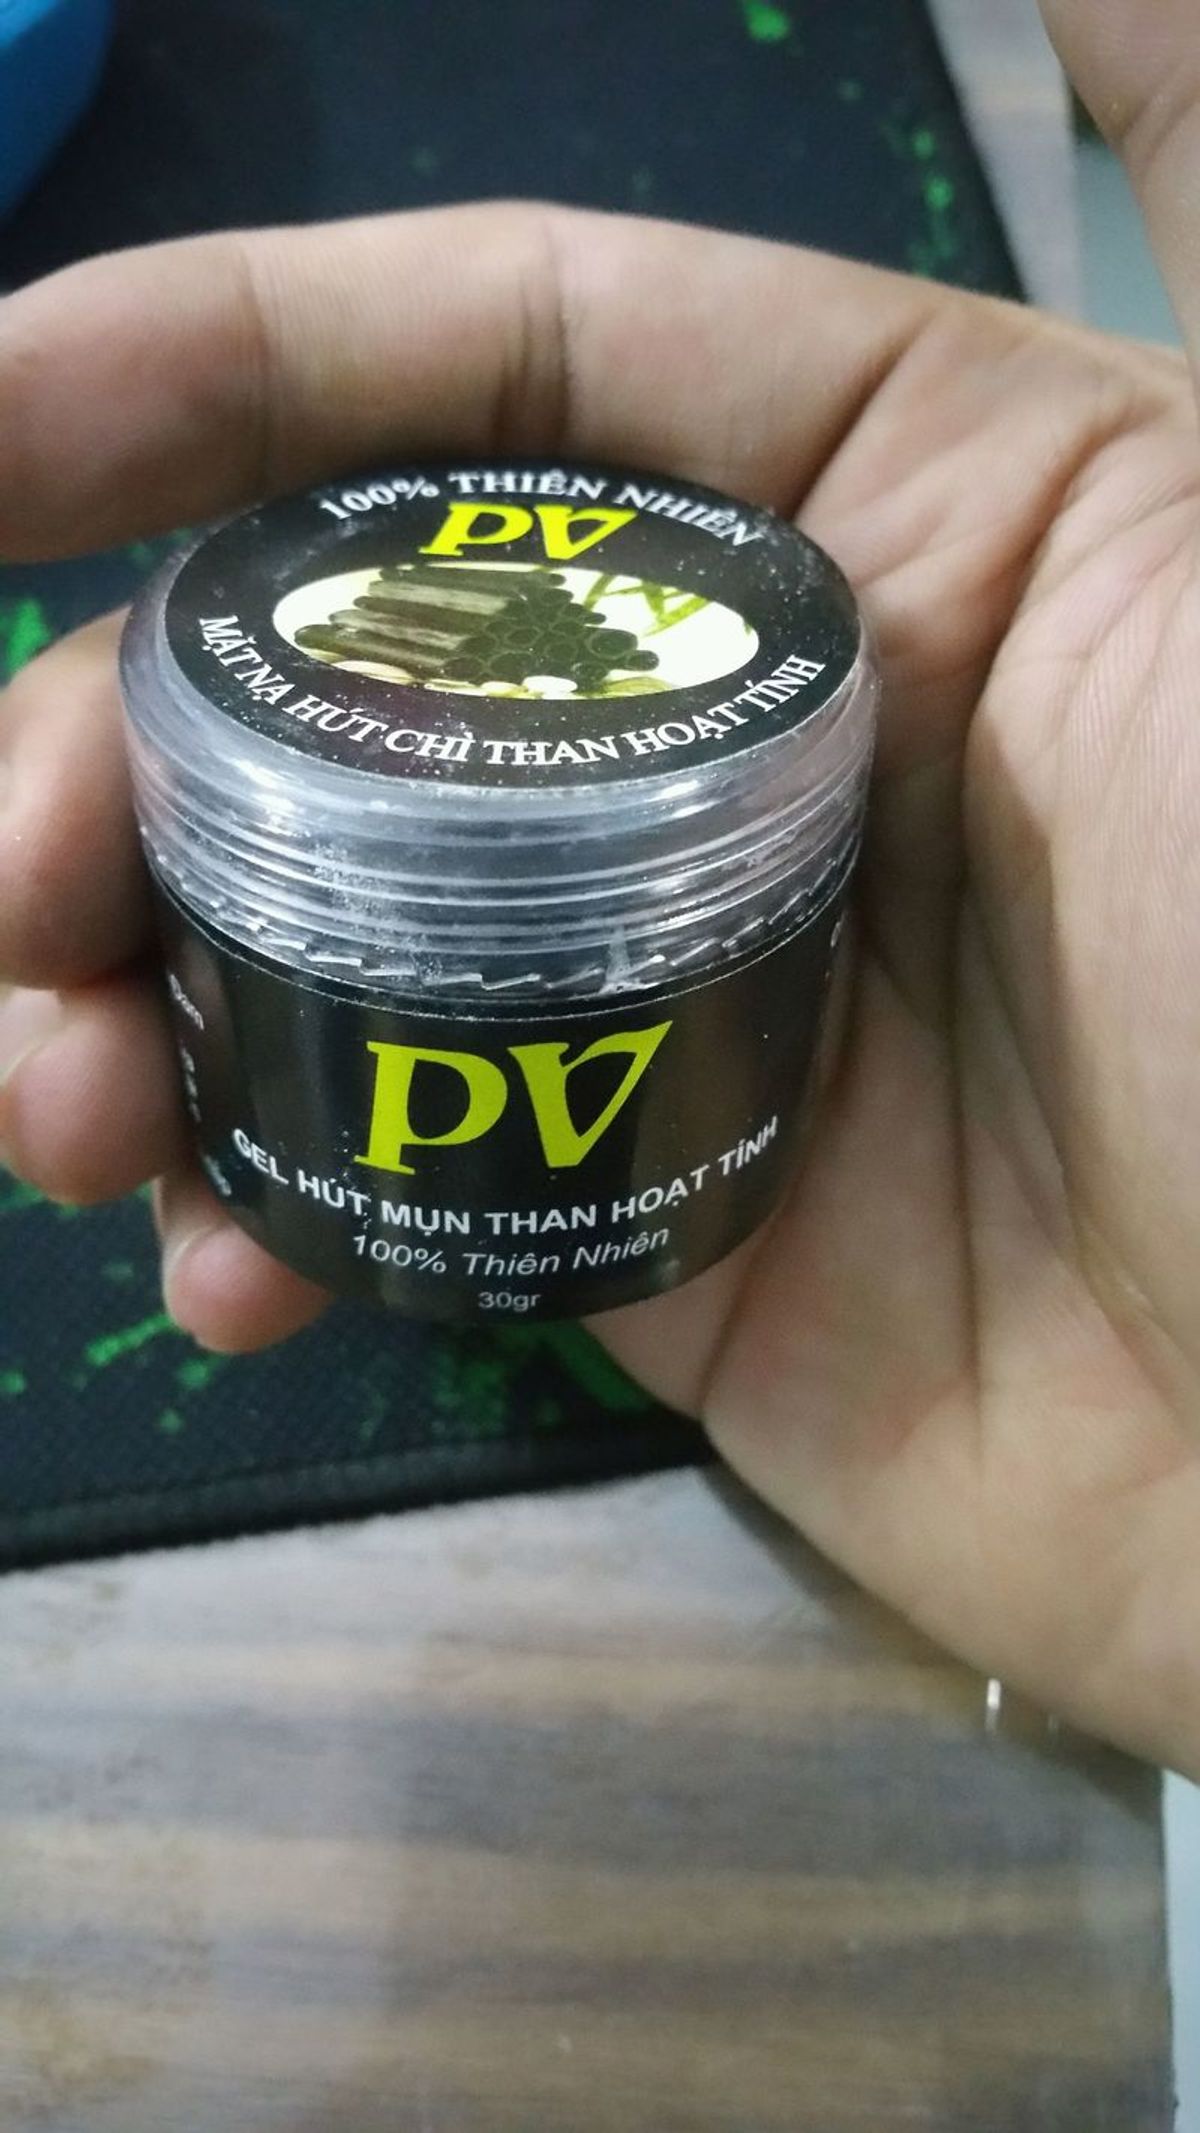 100% THIÊN NHIÊN
PV
MẶT NẠ HÚT CHÌ THAN HOẠT TÍNH
PV
GEL HÚT MỤN THAN HOẠT TÍNH
100% Thiên Nhiên
30gr